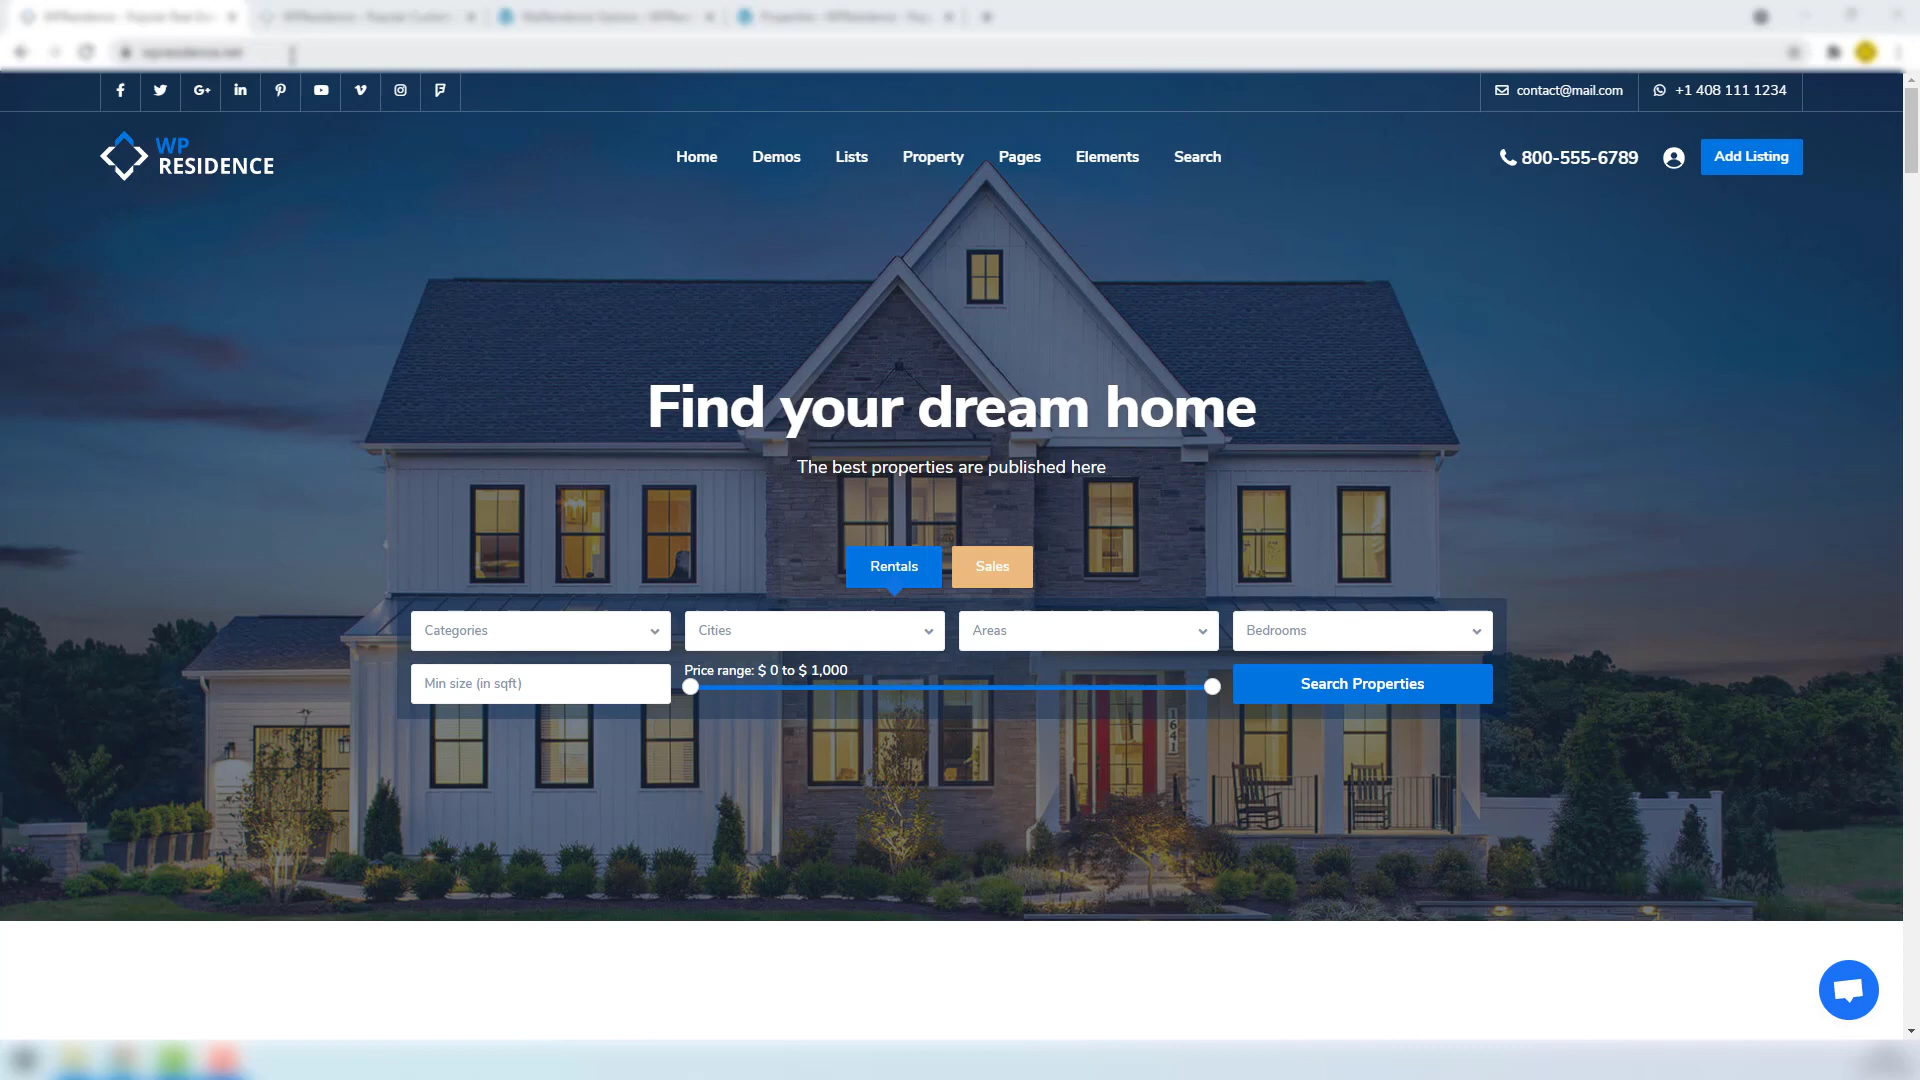 contact@mail.com
+1 408 111 1234
WP
RESIDENCE
Home
Demos
Lists
Property
Pages
Elements
Search
800-555-6789
Add Listing
Find your dream home
The best properties are published here
Rentals
Sales
Categories
Cities
Areas
Bedrooms
Min size (in sqft)
Price range: $ 0 to $ 1,000
Search Properties
1641